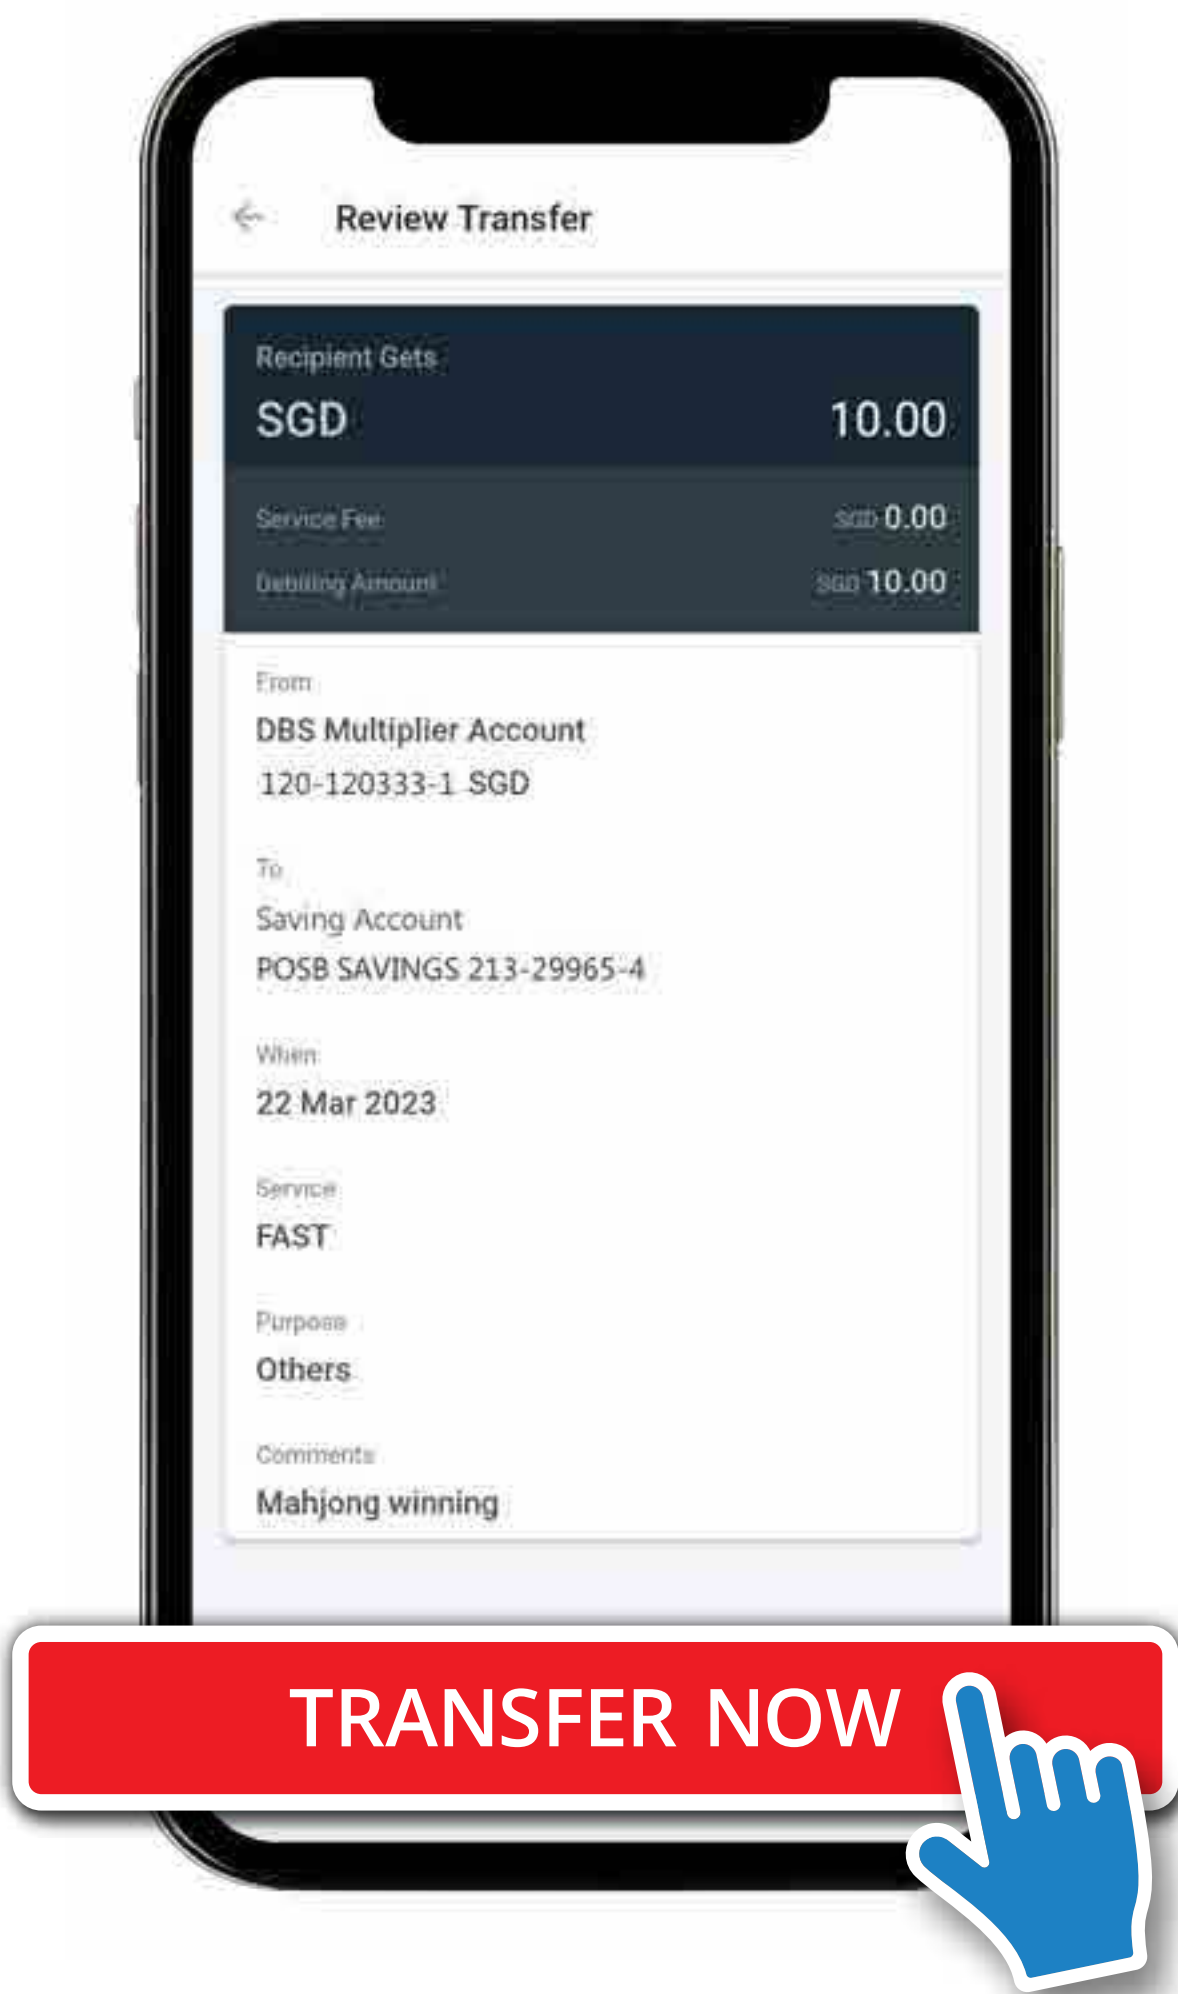 Review Transfer
Recipient Gets
SGD 10.00
Service Fee SGD 0.00
Debiting Amount SGD 10.00
From
DBS Multiplier Account
120-120333-1 SGD
To
Saving Account
POSB SAVINGS 213-29965-4
When
22 Mar 2023
Service
FAST
Purpose
Others
Comments
Mahjong winning
TRANSFER NOW